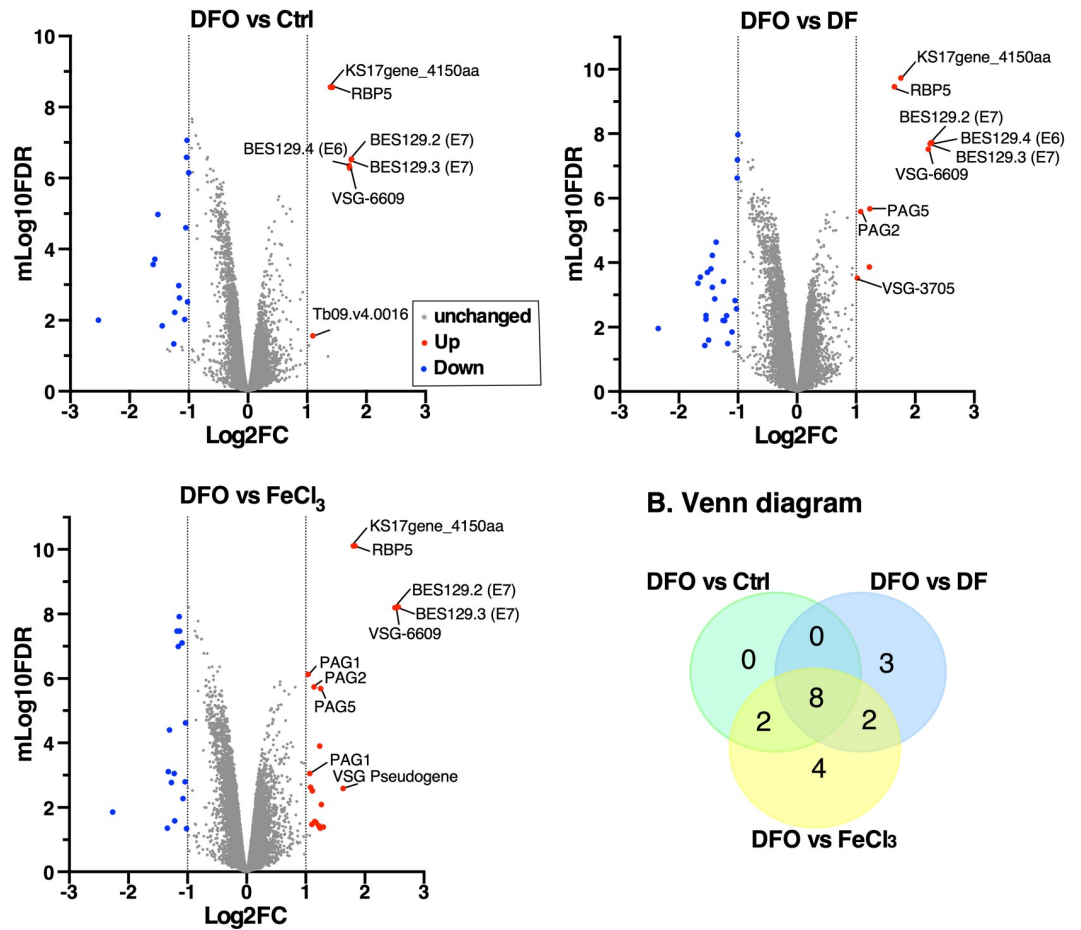 DFO vs Ctrl
10
8
6
4
2
0
-3
-2
-1
0
1
2
3
mLog10FDR
Log2FC
KS17gene_4150aa
RBP5
BES129.2 (E7)
BES129.4 (E6)
BES129.3 (E7)
VSG-6609
Tb09.v4.0016
unchanged
Up
Down
DFO vs DF
10
8
6
4
2
0
-3
-2
-1
0
1
2
3
mLog10FDR
Log2FC
KS17gene_4150aa
RBP5
BES129.2 (E7)
BES129.4 (E6)
BES129.3 (E7)
VSG-6609
PAG5
PAG2
VSG-3705
DFO vs FeCl3
10
8
6
4
2
0
-3
-2
-1
0
1
2
3
mLog10FDR
Log2FC
KS17gene_4150aa
RBP5
BES129.2 (E7)
BES129.3 (E7)
VSG-6609
PAG1
PAG2
PAG5
PAG1
VSG Pseudogene
B. Venn diagram
DFO vs Ctrl
DFO vs DF
0
0
3
8
2
2
4
DFO vs FeCl3